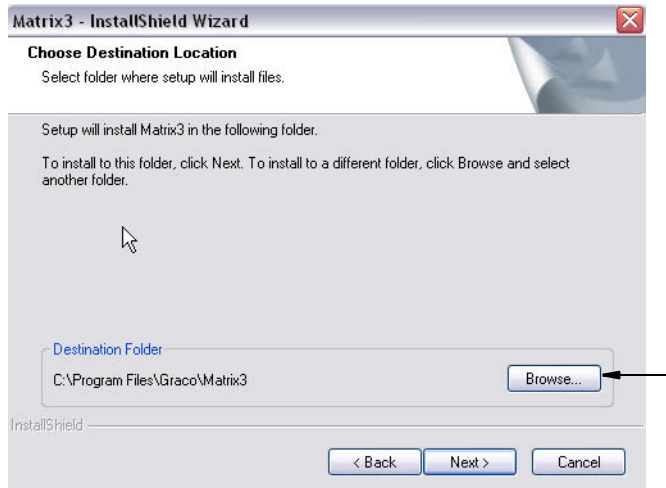 Matrix3 - InstallShield Wizard
Choose Destination Location
Select folder where setup will install files.
Setup will install Matrix3 in the following folder.
To install to this folder, click Next. To install to a different folder, click Browse and select
another folder.
Destination Folder
C:\Program Files\Graco\Matrix3
Browse...
InstallShield
< Back
Next >
Cancel